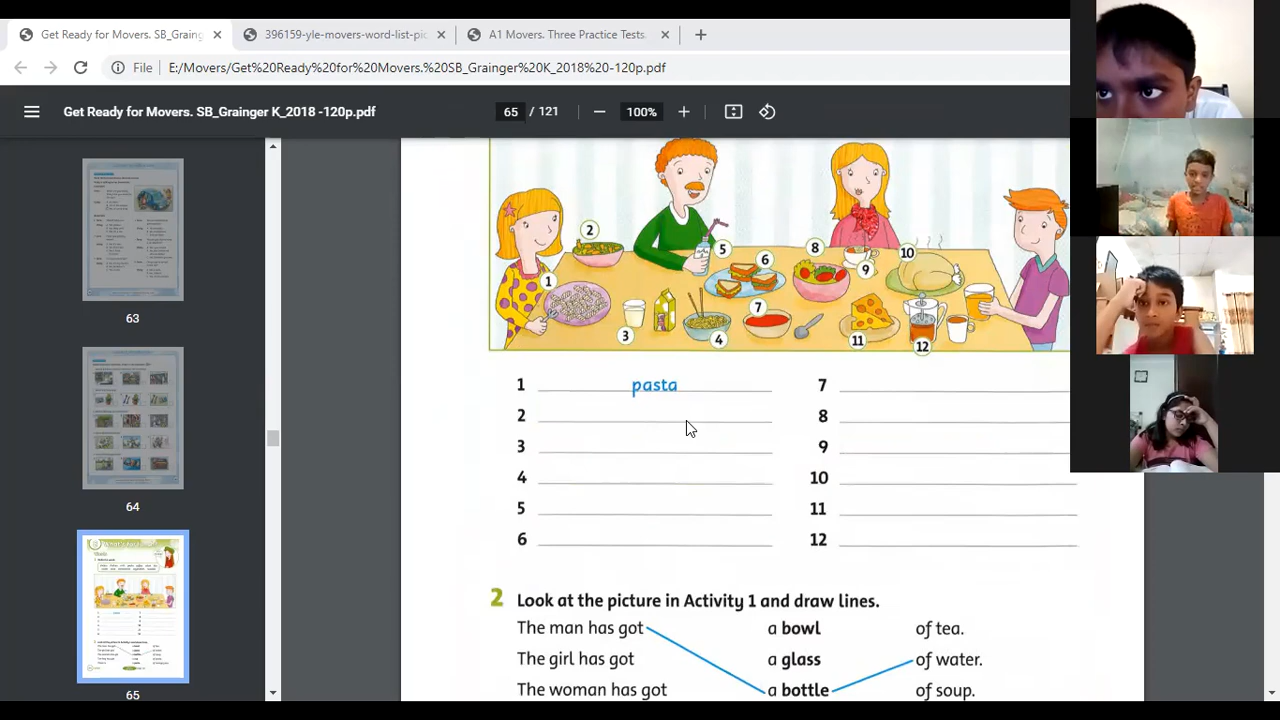 Get Ready for Movers. SB_Grain
396159-yle-movers-word-list-pic
A1 Movers. Three Practice Tests.
File E:/Movers/Get%20Ready%20for%20Movers.%20SB_Grainger%20K_2018%20-120p.pdf
Get Ready for Movers. SB_Grainger K_2018 -120p.pdf
65 / 121
100%
63
64
65
1 pasta
2
3
4
5
6
7
8
9
10
11
12
1
2
3
4
5
6
7
8
9
10
11
12
2 Look at the picture in Activity 1 and draw lines.
The man has got a bowl of tea.
The girl has got a glass of water.
The woman has got a bottle of soup.